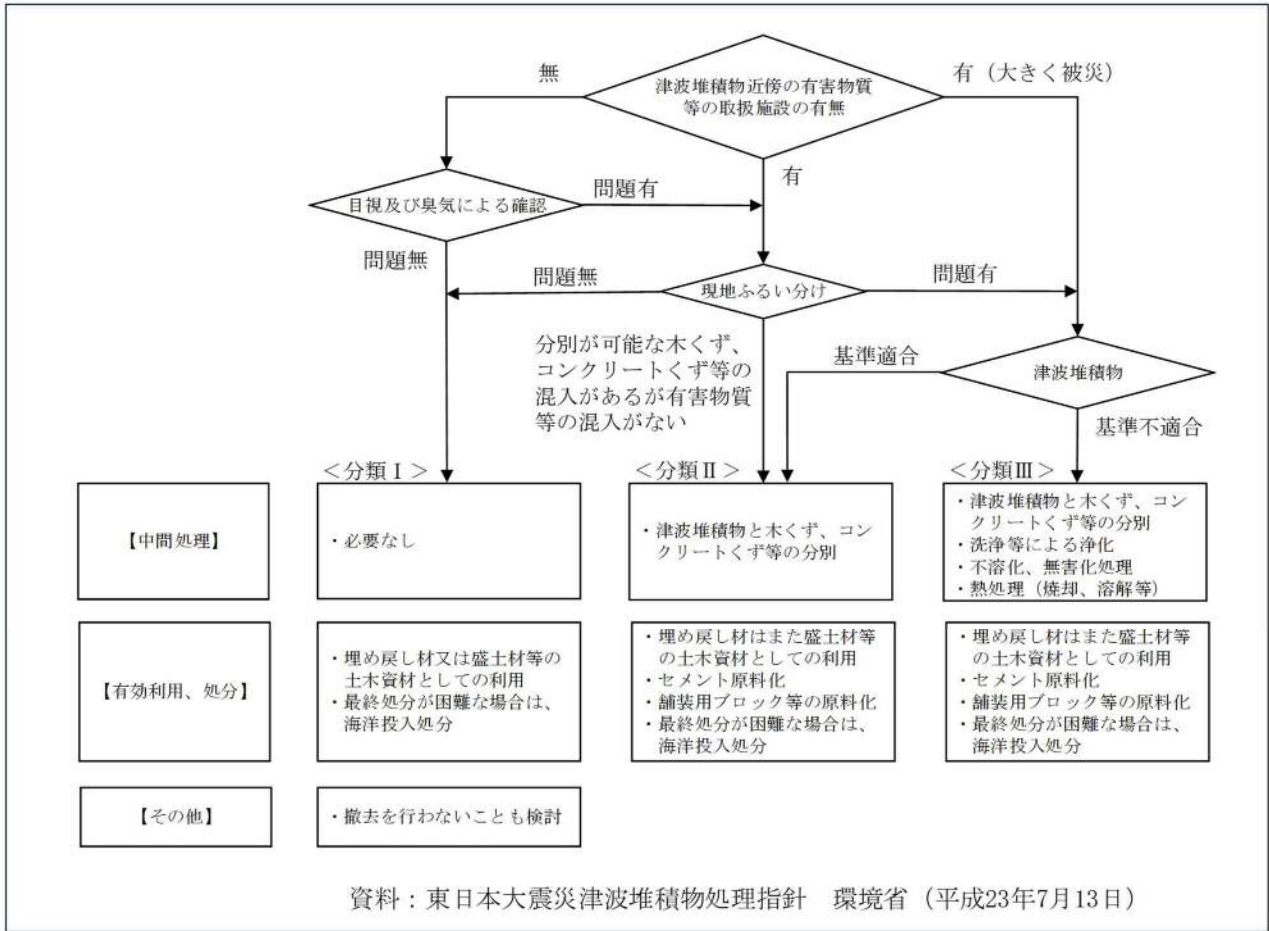 津波堆積物近傍の有害物質
等の取扱施設の有無
無
有（大きく被災）
有
目視及び臭気による確認
問題有
問題無
現地ふるい分け
問題無
問題有
分別が可能な木くず、
コンクリートくず等の
混入があるが有害物質
等の混入がない
基準適合
津波堆積物
基準不適合
＜分類Ⅰ＞
＜分類Ⅱ＞
＜分類Ⅲ＞
【中間処理】
・必要なし
・津波堆積物と木くず、コン
クリートくず等の分別
・津波堆積物と木くず、コン
クリートくず等の分別
・洗浄等による浄化
・不溶化、無害化処理
・熱処理（焼却、溶解等）
【有効利用、処分】
・埋め戻し材又は盛土材等の
土木資材としての利用
・最終処分が困難な場合は、
海洋投入処分
・埋め戻し材はまた盛土材等
の土木資材としての利用
・セメント原料化
・舗装用ブロック等の原料化
・最終処分が困難な場合は、
海洋投入処分
・埋め戻し材はまた盛土材等
の土木資材としての利用
・セメント原料化
・舗装用ブロック等の原料化
・最終処分が困難な場合は、
海洋投入処分
【その他】
・撤去を行わないことも検討
資料：東日本大震災津波堆積物処理指針　環境省（平成23年7月13日）